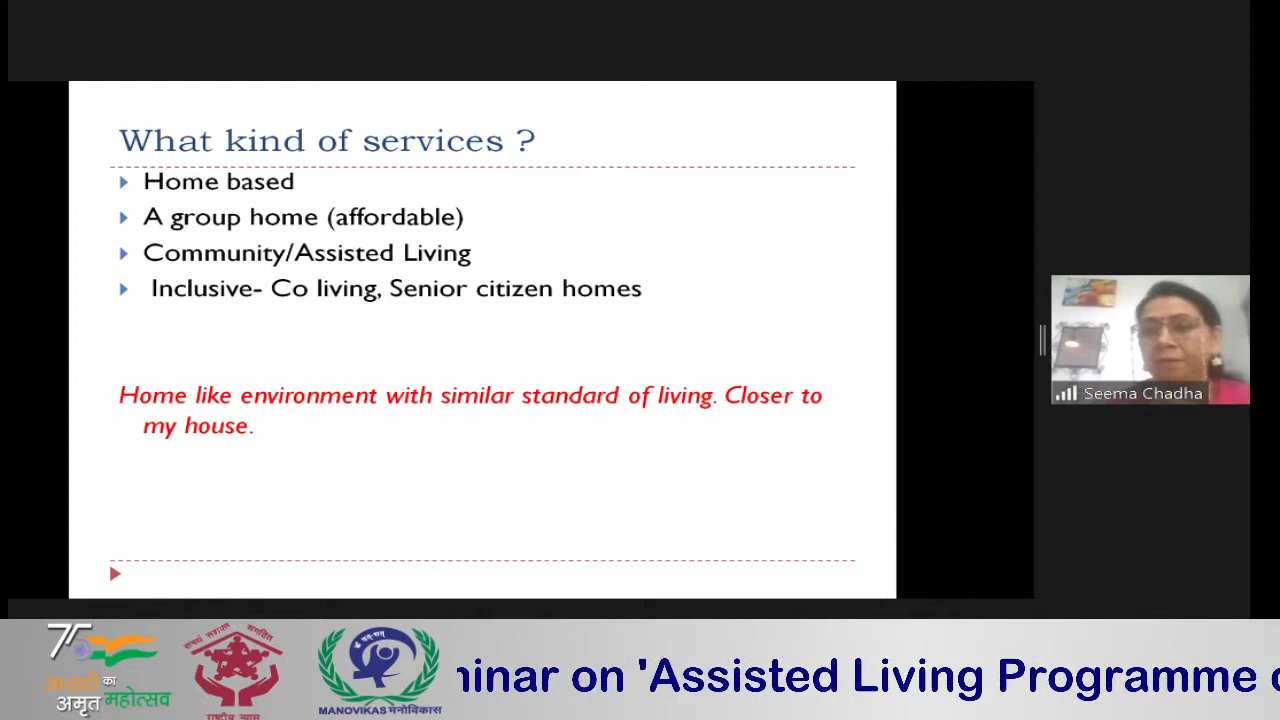 What kind of services ?
Home based
A group home (affordable)
Community/Assisted Living
Inclusive- Co living, Senior citizen homes
Home like environment with similar standard of living. Closer to
my house.
Seema Chadha
75
आज़ादी का
अमृत महोत्सव
राष्ट्रीय न्यास
MANOVIKAS मनोविकास
'Assisted Living Programme